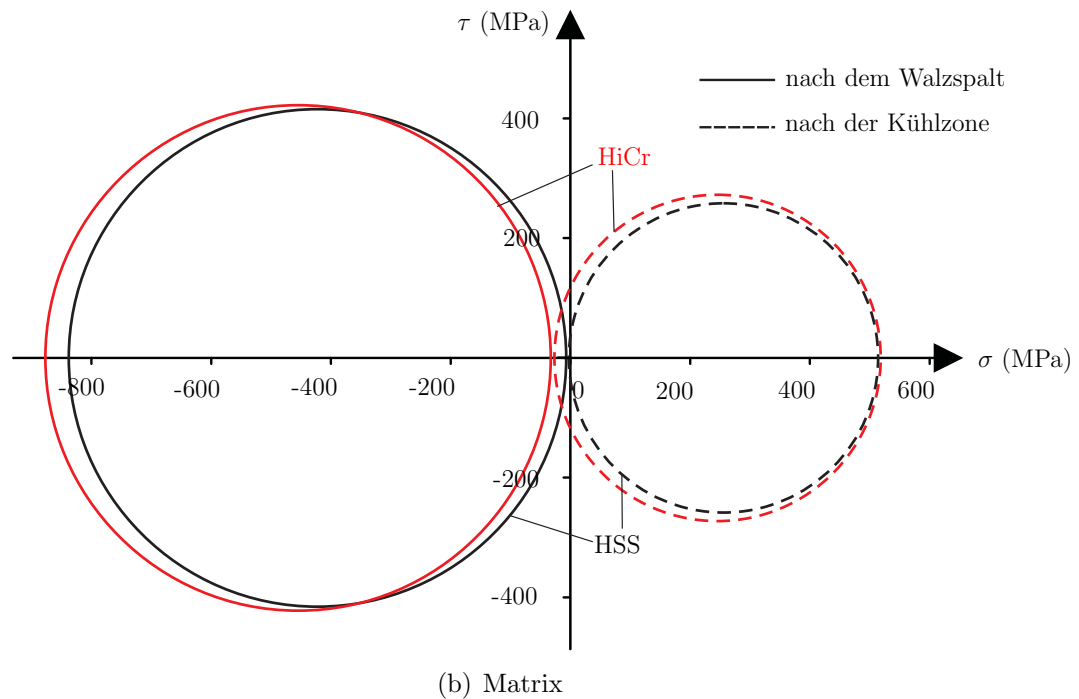 τ (MPa)
nach dem Walzspalt
400
nach der Kühlzone
HiCr
200
σ (MPa)
-800
-600
-400
-200
0
200
400
600
-200
HSS
-400
(b) Matrix